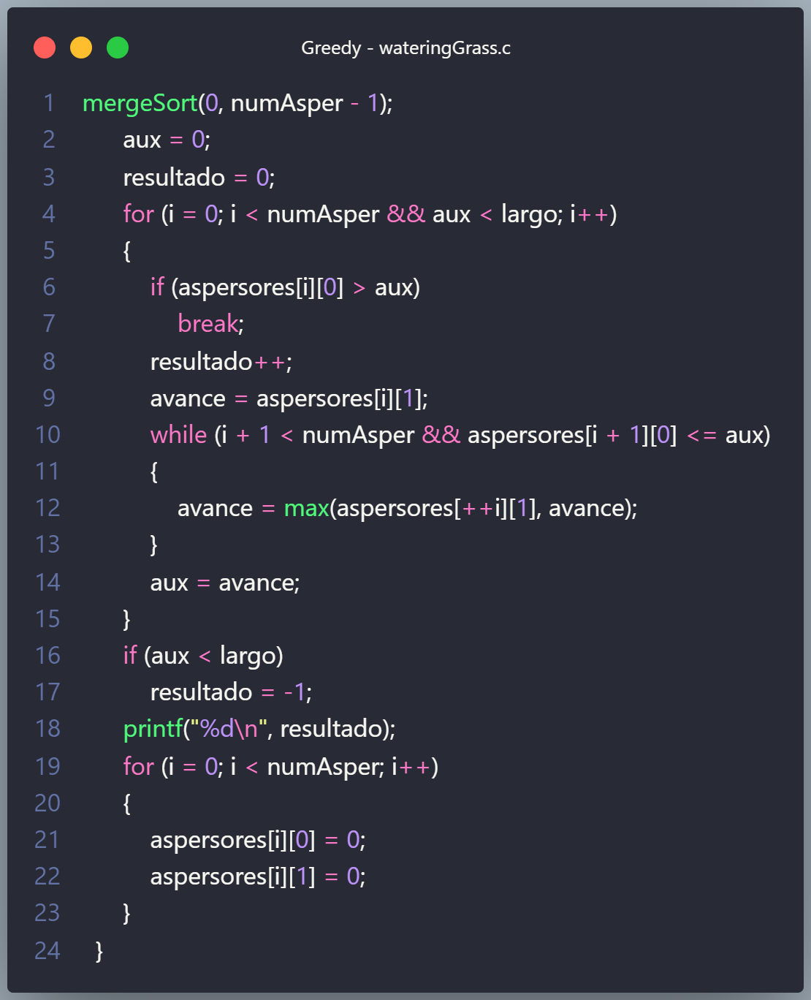 Greedy - wateringGrass.c
1 mergeSort(0, numAsper - 1);
2 aux = 0;
3 resultado = 0;
4 for (i = 0; i < numAsper && aux < largo; i++)
5 {
6 if (aspersores[i][0] > aux)
7 break;
8 resultado++;
9 avance = aspersores[i][1];
10 while (i + 1 < numAsper && aspersores[i + 1][0] <= aux)
11 {
12 avance = max(aspersores[++i][1], avance);
13 }
14 aux = avance;
15 }
16 if (aux < largo)
17 resultado = -1;
18 printf("%d\n", resultado);
19 for (i = 0; i < numAsper; i++)
20 {
21 aspersores[i][0] = 0;
22 aspersores[i][1] = 0;
23 }
24 }